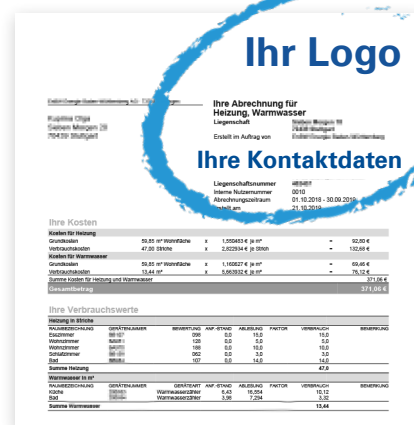 Ihr Logo
Ihre Abrechnung für
Heizung, Warmwasser
Liegenschaft
Erstellt im Auftrag von
Ihre Kontaktdaten
Liegenschaftsnummer
Interne Nutzernummer 0010
Abrechnungszeitraum 01.10.2018 - 30.09.2019
21.10.2019
Ihre Kosten
Kosten für Heizung
Grundkosten 59,85 m² Wohnfläche x 1,550463 € je m² = 92,80 €
Verbrauchskosten 47,00 Striche x 2,822934 € je Strich = 132,68 €
Kosten für Warmwasser
Grundkosten 59,85 m² Wohnfläche x 1,160627 € je m² = 69,46 €
Verbrauchskosten 13,44 m³ x 5,663932 € je m³ = 76,12 €
Summe Kosten für Heizung und Warmwasser 371,06 €
Gesamtbetrag 371,06 €
Ihre Verbrauchswerte
Heizung in Striche
RAUMBEZEICHNUNG GERÄTENUMMER BEWERTUNG ANF.-STAND ABLESUNG FAKTOR VERBRAUCH BEMERKUNG
Esszimmer 098 0,0 15,0 15,0
Wohnzimmer 128 0,0 5,0 5,0
Wohnzimmer 188 0,0 10,0 10,0
Schlafzimmer 062 0,0 3,0 3,0
Bad 107 0,0 14,0 14,0
Summe Heizung 47,0
Warmwasser in m³
RAUMBEZEICHNUNG GERÄTENUMMER GERÄTEART ANF-STAND ABLESUNG FAKTOR VERBRAUCH BEMERKUNG
Küche Warmwasserzähler 6,43 16,554 10,12
Bad Warmwasserzähler 3,98 7,294 3,32
Summe Warmwasser 13,44